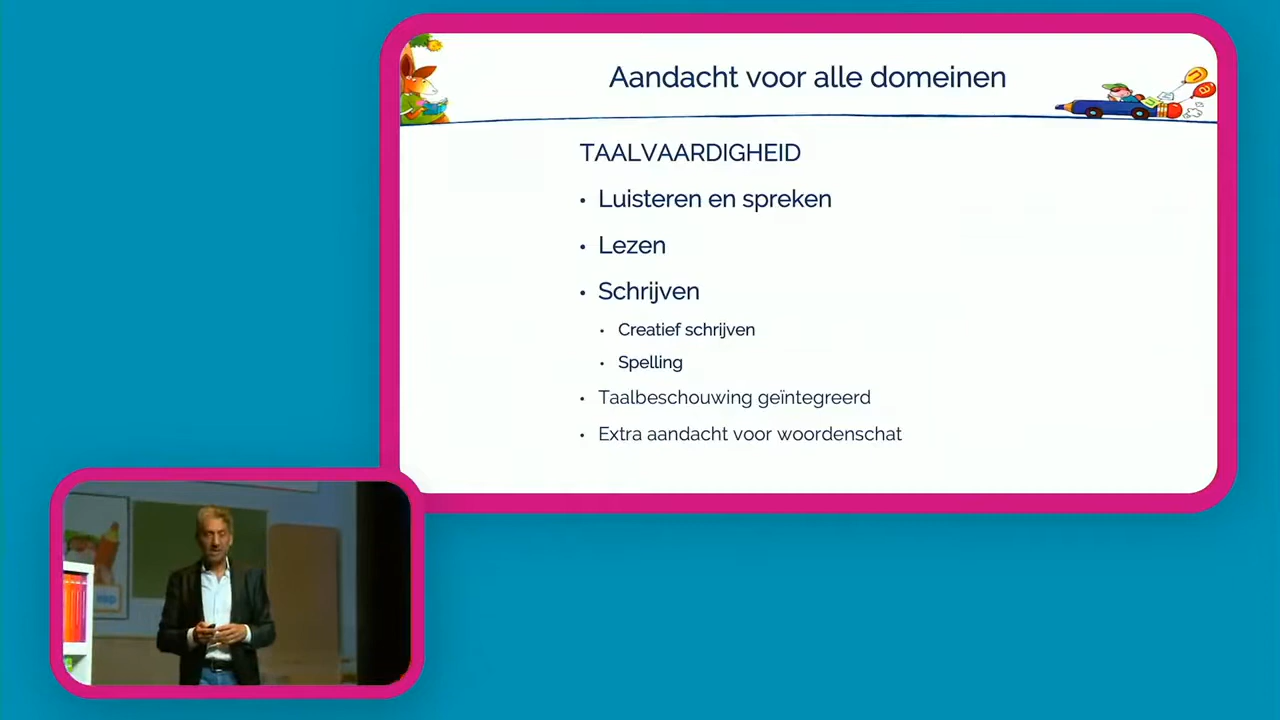 Aandacht voor alle domeinen
TAALVAARDIGHEID
• Luisteren en spreken
• Lezen
• Schrijven
• Creatief schrijven
• Spelling
• Taalbeschouwing geïntegreerd
• Extra aandacht voor woordenschat